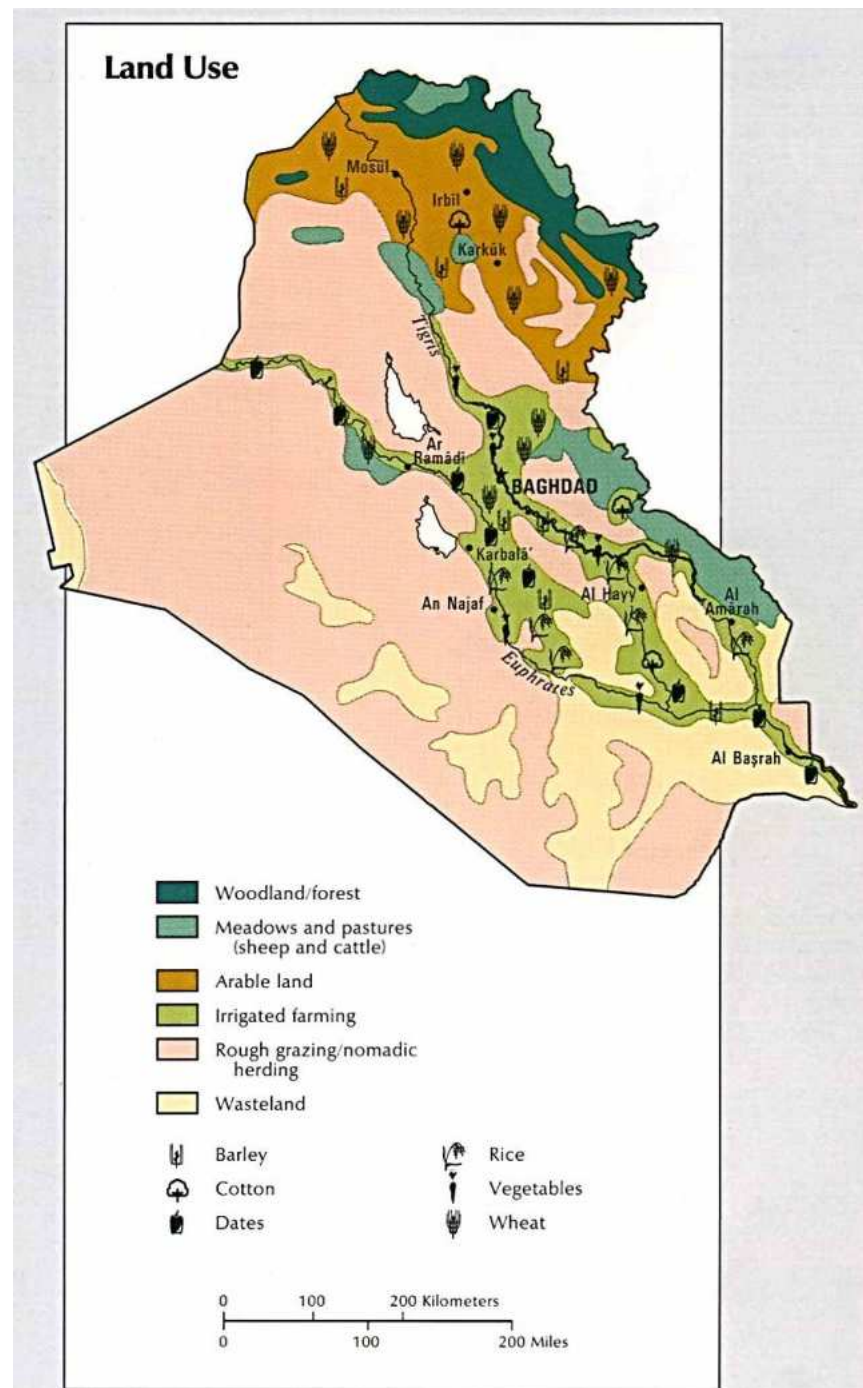 Land Use
Mosul
Irbīl
Karkūk
Tigris
Ar
Ramādī
BAGHDAD
Karbalā'
Al Ḥayy
An Najaf
Al
Amārah
Euphrates
Al Başrah
Woodland/forest
Meadows and pastures
(sheep and cattle)
Arable land
Irrigated farming
Rough grazing/nomadic
herding
Wasteland
Barley
Rice
Cotton
Vegetables
Dates
Wheat
0 100 200 Kilometers
0 100 200 Miles